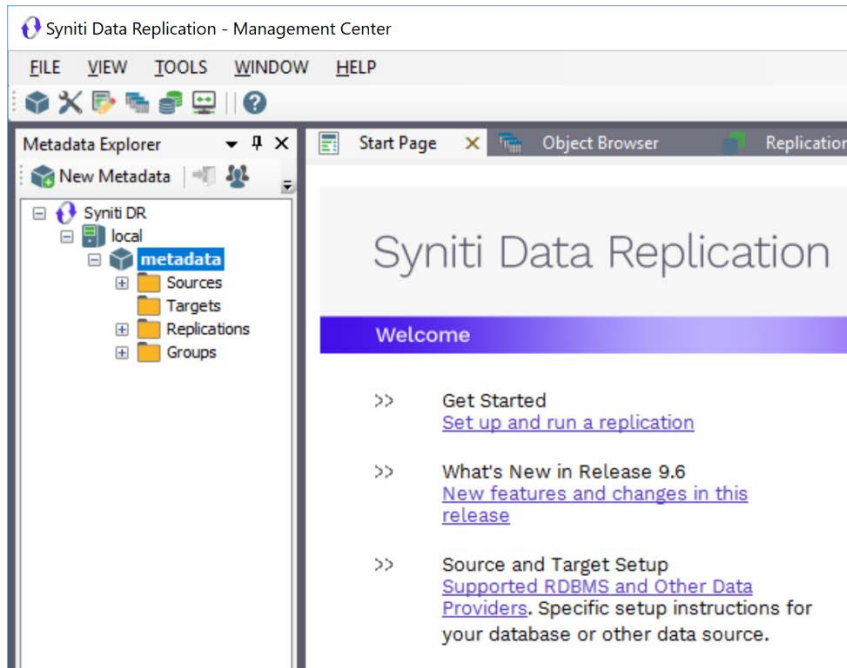 Syniti Data Replication - Management Center
FILE VIEW TOOLS WINDOW HELP
Metadata Explorer
New Metadata
Syniti DR
local
metadata
Sources
Targets
Replications
Groups
Start Page Object Browser Replication
Syniti Data Replication
Welcome
>> Get Started
Set up and run a replication
>> What's New in Release 9.6
New features and changes in this
release
>> Source and Target Setup
Supported RDBMS and Other Data
Providers. Specific setup instructions for
your database or other data source.